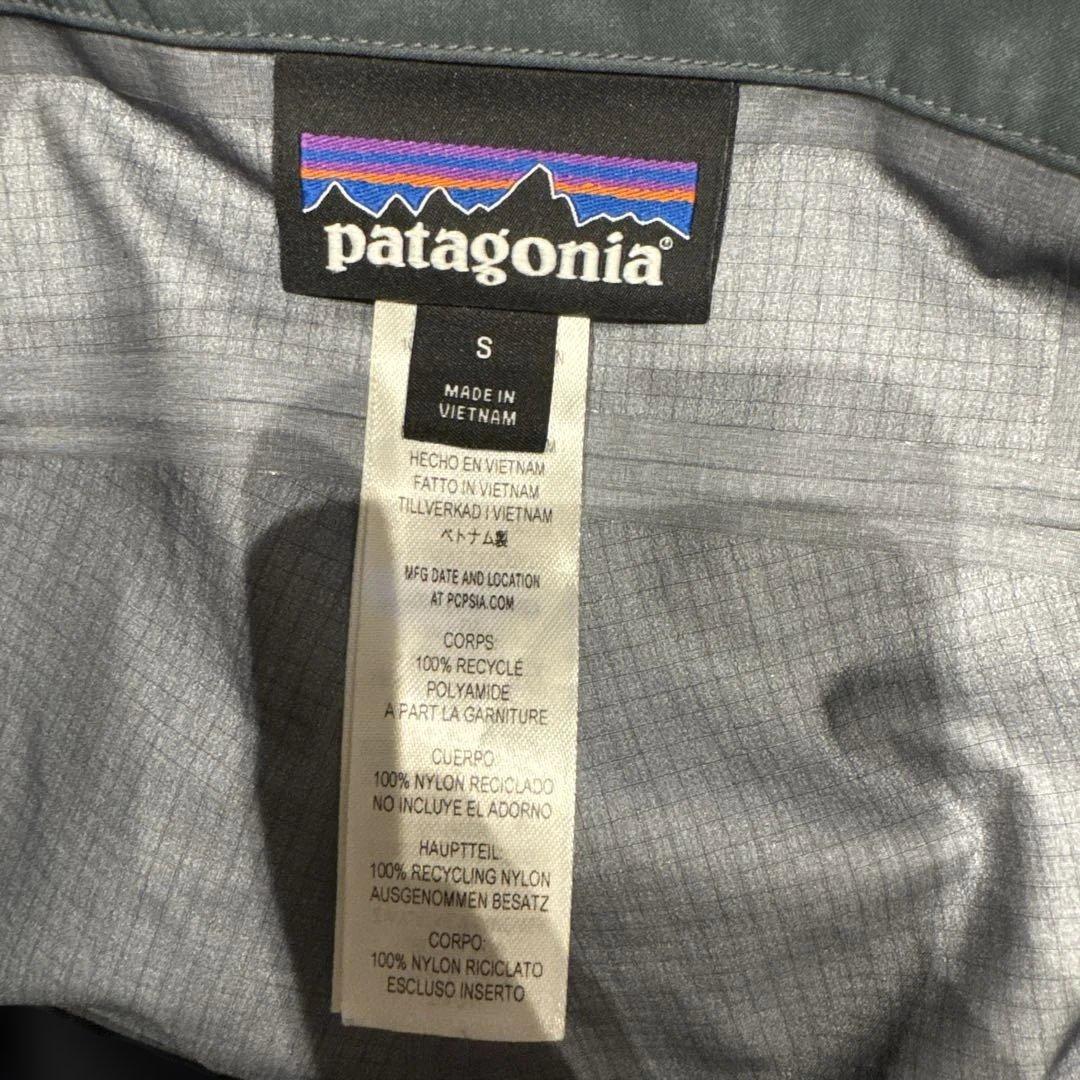 patagonia®
S
MADE IN
VIETNAM
HECHO EN VIETNAM
FATTO IN VIETNAM
TILLVERKAD I VIETNAM
ベトナム製
MFG DATE AND LOCATION
AT PCPSIA.COM
CORPS
100% RECYCLÉ
POLYAMIDE
A PART LA GARNITURE
CUERPO:
100% NYLON RECICLADO
NO INCLUYE EL ADORNO
HAUPTTEIL:
100% RECYCLING NYLON
AUSGENOMMEN BESATZ
CORPO:
100% NYLON RICICLATO
ESCLUSO INSERTO